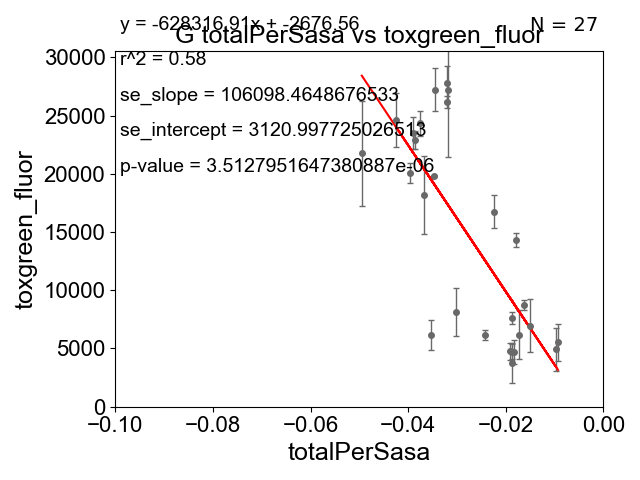 y = -628316.91x + -2676.56
N = 27
G totalPerSasa vs toxgreen_fluor
r^2 = 0.58
se_slope = 106098.4648676533
se_intercept = 3120.997725026513
p-value = 3.5127951647380887e-06
30000
25000
20000
15000
10000
5000
0
toxgreen_fluor
−0.10 −0.08 −0.06 −0.04 −0.02 0.00
totalPerSasa